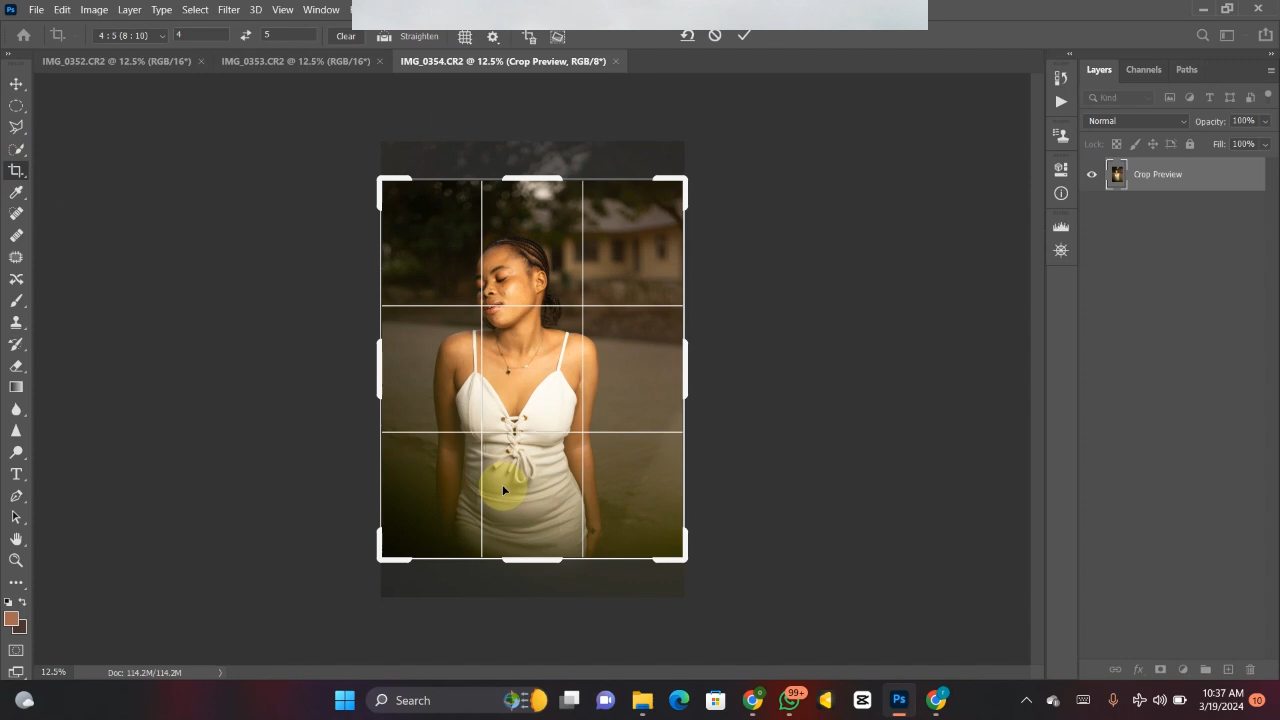 File Edit Image Layer Type Select Filter 3D View Window
4 : 5 (8 : 10) 4 5 Clear Straighten
IMG_0352.CR2 @ 12.5% (RGB/16*) × IMG_0353.CR2 @ 12.5% (RGB/16*) × IMG_0354.CR2 @ 12.5% (Crop Preview, RGB/8*) ×
Layers Channels Paths
Kind
Normal Opacity: 100%
Lock: Fill: 100%
Crop Preview
12.5% Doc: 114.2M/114.2M
Search
99+
10:37 AM
3/19/2024
10